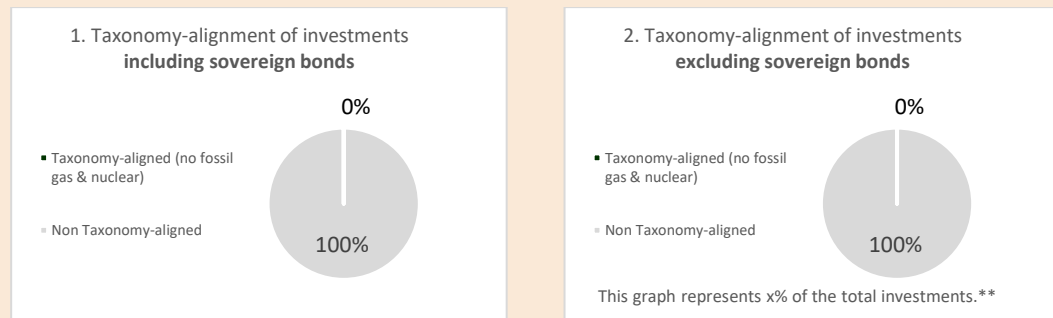 1. Taxonomy-alignment of investments
including sovereign bonds
0%
Taxonomy-aligned (no fossil
gas & nuclear)
Non Taxonomy-aligned
100%
2. Taxonomy-alignment of investments
excluding sovereign bonds
0%
Taxonomy-aligned (no fossil
gas & nuclear)
Non Taxonomy-aligned
100%
This graph represents x% of the total investments.**